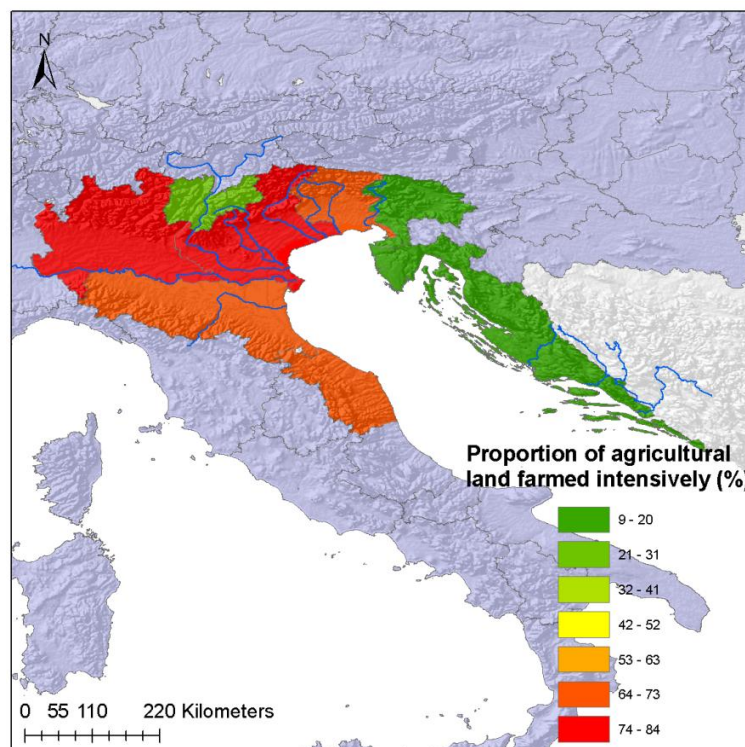 N
Proportion of agricultural
land farmed intensively (%)
9 - 20
21 - 31
32 - 41
42 - 52
53 - 63
64 - 73
74 - 84
0 55 110 220 Kilometers